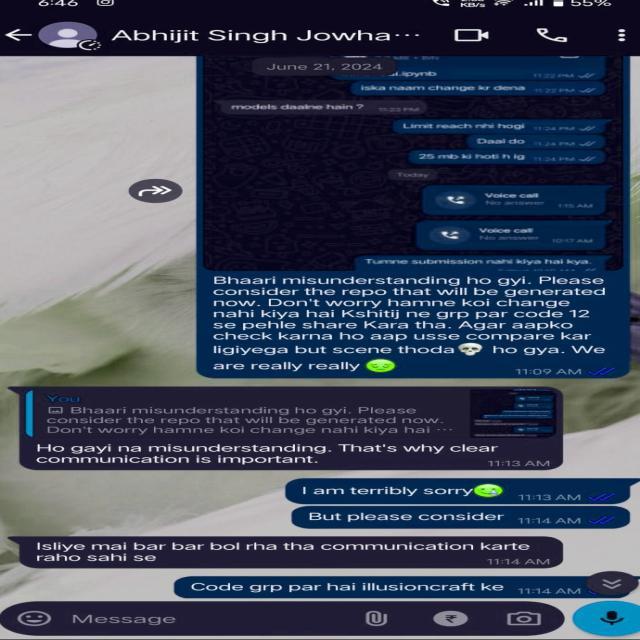 6:46
KB/s
55%
Abhijit Singh Jowha...
June 21, 2024
al.ipynb
11:22 PM
iska naam change kr dena
11:22 PM
models daalne hain ?
11:23 PM
Limit reach nhi hogi
11:24 PM
Daal do
11:24 PM
25 mb ki hoti h ig
11:24 PM
Today
Voice call
No answer
1:15 AM
Voice call
No answer
10:17 AM
Tumne submission nahi kiya hai kya.
Bhaari misunderstanding ho gyi. Please
consider the repo that will be generated
now. Don't worry hamne koi change
nahi kiya hai Kshitij ne grp par code 12
se pehle share Kara tha. Agar aapko
check karna ho aap usse compare kar
ligiyega but scene thoda💀 ho gya. We
are really really
11:09 AM
You
Bhaari misunderstanding ho gyi. Please
consider the repo that will be generated now.
Don't worry hamne koi change nahi kiya hai ...
Ho gayi na misunderstanding. That's why clear
communication is important.
11:13 AM
I am terribly sorry
11:13 AM
But please consider
11:14 AM
Isliye mai bar bar bol rha tha communication karte
raho sahi se
11:14 AM
Code grp par hai illusioncraft ke
11:14 AM
Message